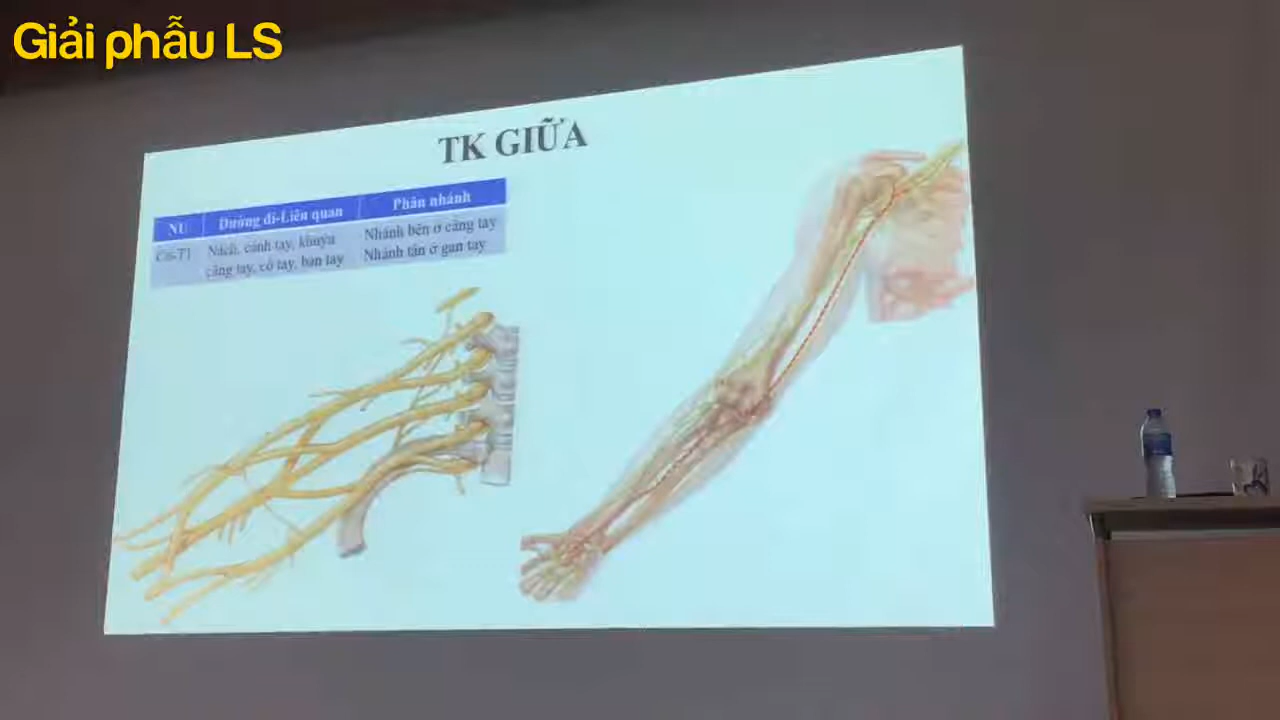 Giải phẫu LS
TK GIỮA
NU Đường đi-Liên quan Phân nhánh
C6-T1 Nách, cánh tay, khuỷu Nhánh bên ở cẳng tay
cẳng tay, cổ tay, bàn tay Nhánh tận ở gan tay